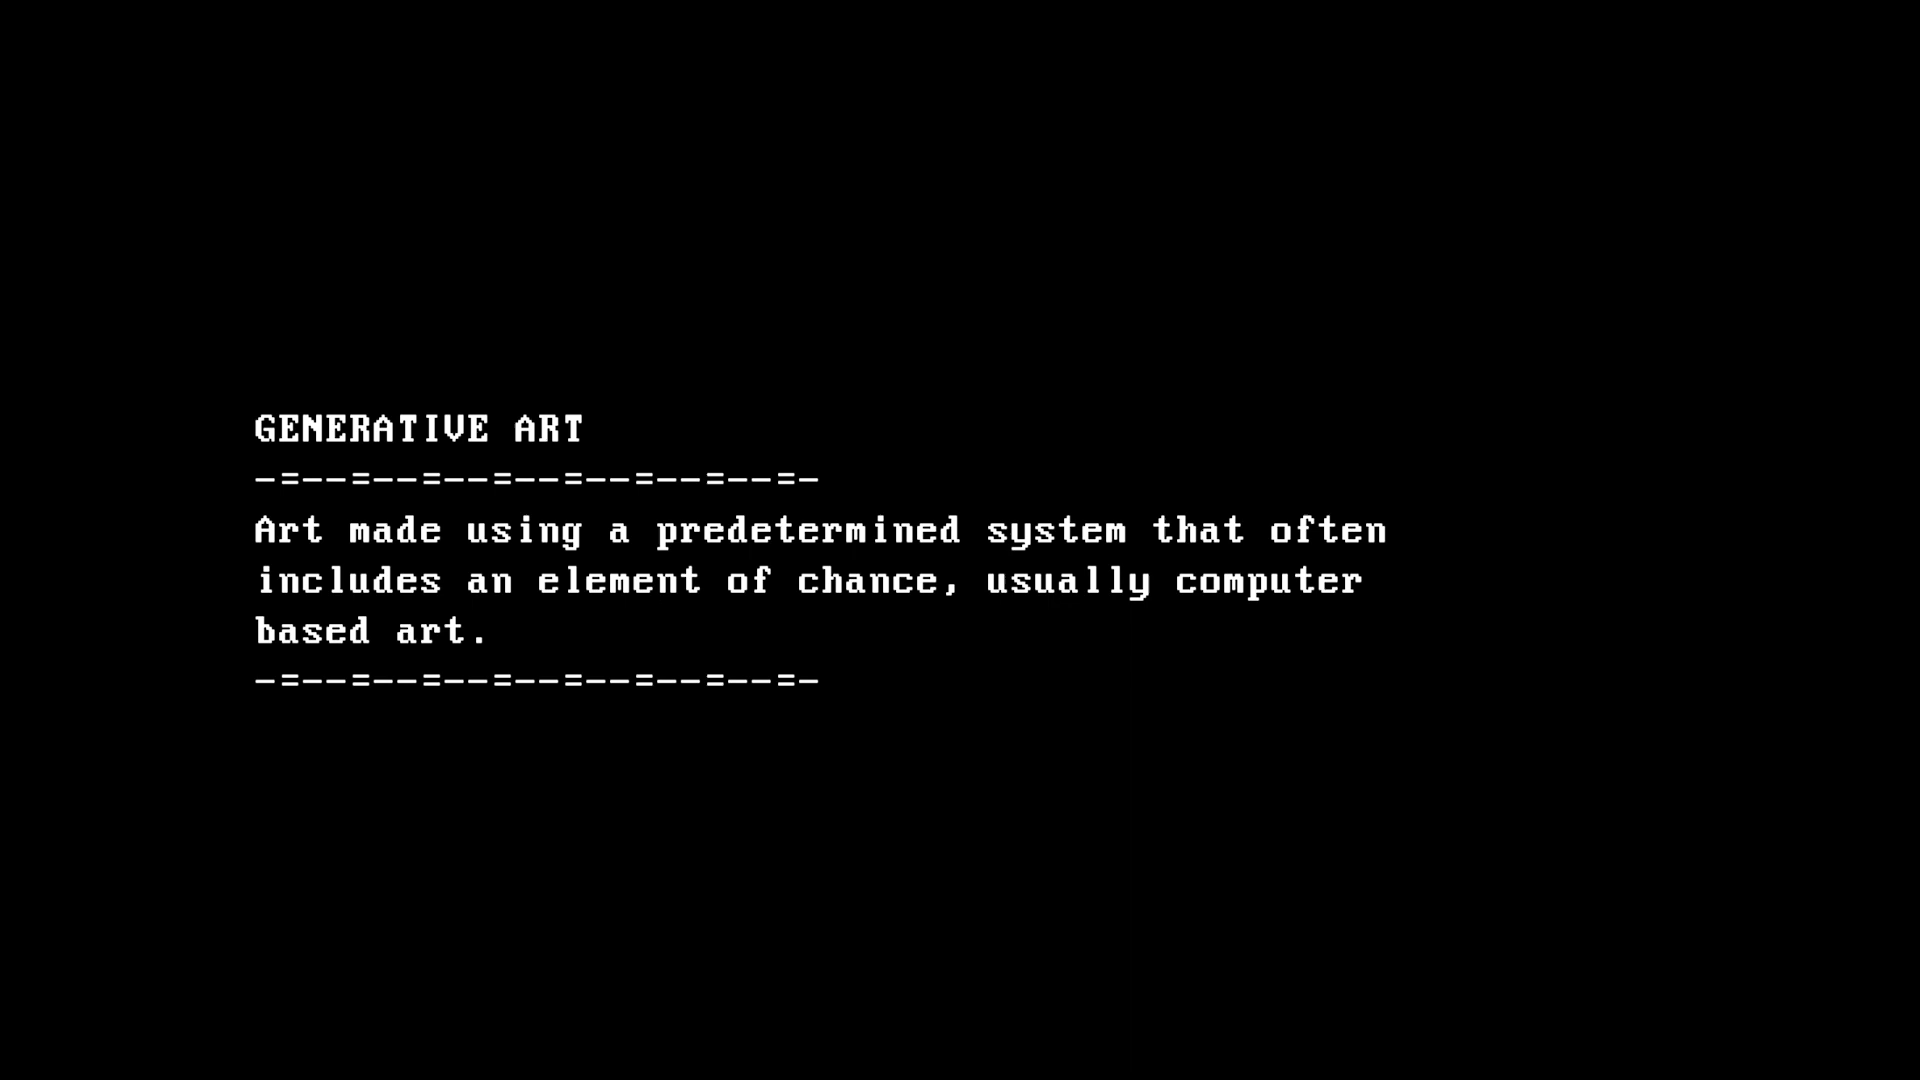 GENERATIVE ART
-=--=--=--=--=--=--=--=-
Art made using a predetermined system that often
includes an element of chance, usually computer
based art.
-=--=--=--=--=--=--=--=-